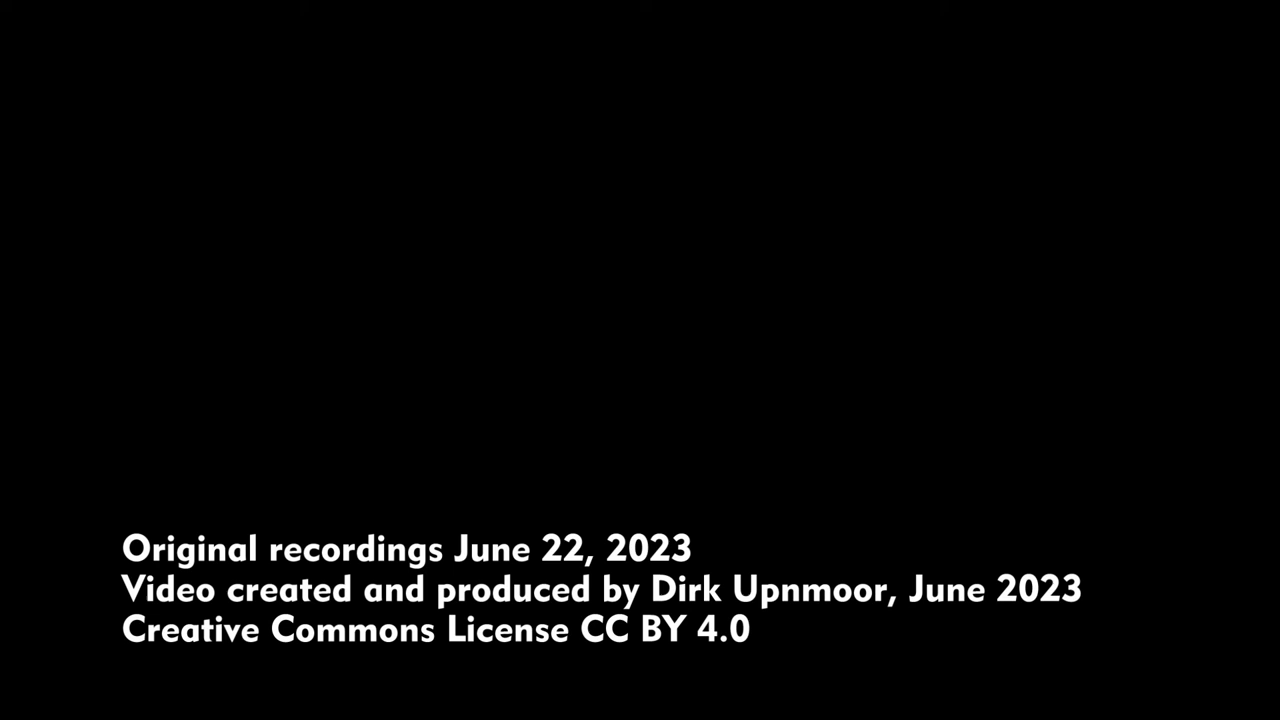 Original recordings June 22, 2023
Video created and produced by Dirk Upnmoor, June 2023
Creative Commons License CC BY 4.0